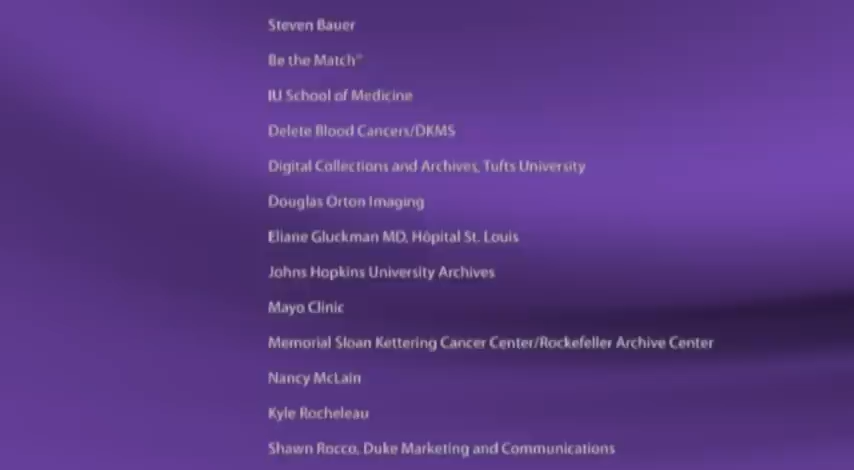 Steven Bauer
Be the Match®
IU School of Medicine
Delete Blood Cancers/DKMS
Digital Collections and Archives, Tufts University
Douglas Orton Imaging
Eliane Gluckman MD, Hôpital St. Louis
Johns Hopkins University Archives
Mayo Clinic
Memorial Sloan Kettering Cancer Center/Rockefeller Archive Center
Nancy McLain
Kyle Rocheleau
Shawn Rocco, Duke Marketing and Communications